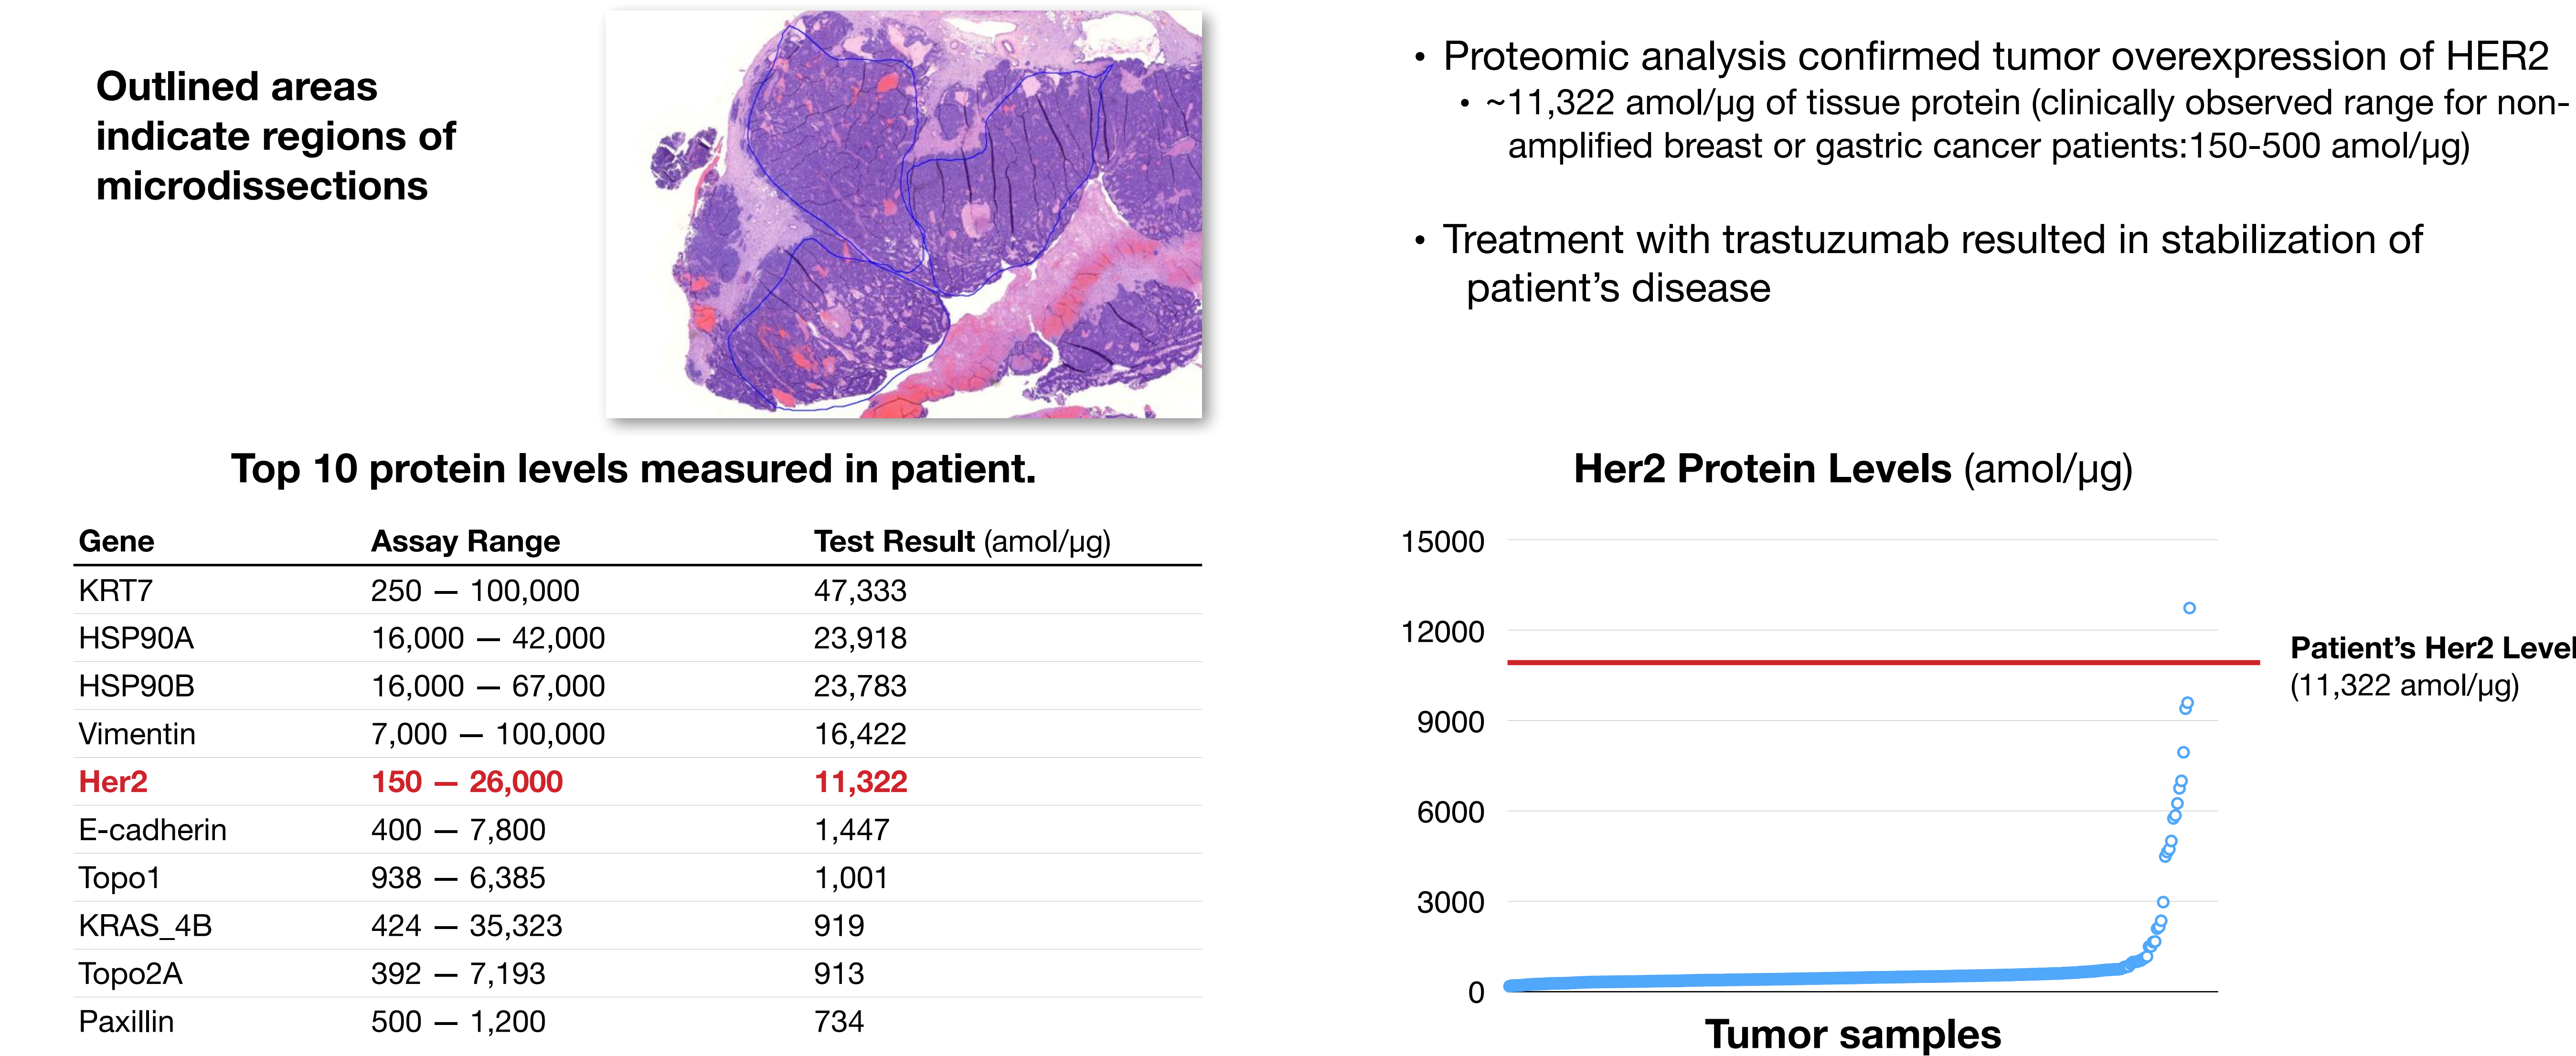 Outlined areas
indicate regions of
microdissections
• Proteomic analysis confirmed tumor overexpression of HER2
• ~11,322 amol/µg of tissue protein (clinically observed range for non-
amplified breast or gastric cancer patients:150-500 amol/µg)
• Treatment with trastuzumab resulted in stabilization of
patient’s disease
Top 10 protein levels measured in patient.
Gene Assay Range Test Result (amol/µg)
KRT7 250 — 100,000 47,333
HSP90A 16,000 — 42,000 23,918
HSP90B 16,000 — 67,000 23,783
Vimentin 7,000 — 100,000 16,422
Her2 150 — 26,000 11,322
E-cadherin 400 — 7,800 1,447
Topo1 938 — 6,385 1,001
KRAS_4B 424 — 35,323 919
Topo2A 392 — 7,193 913
Paxillin 500 — 1,200 734
Her2 Protein Levels (amol/µg)
15000
12000
9000
6000
3000
0
Patient’s Her2 Level
(11,322 amol/µg)
Tumor samples